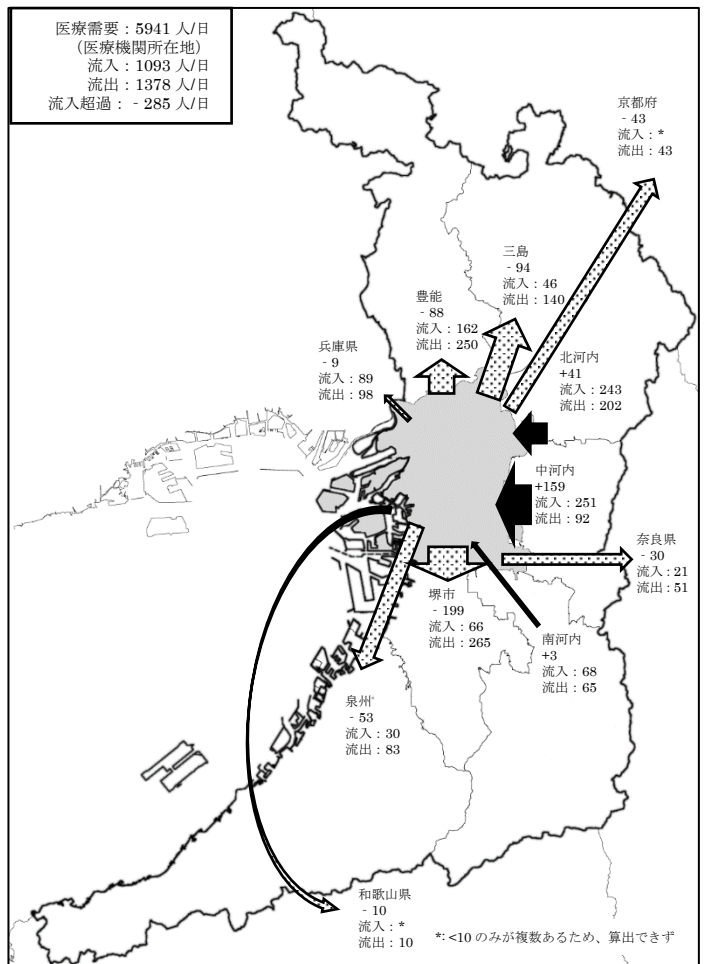 医療需要：5941 人/日
（医療機関所在地）
流入：1093 人/日
流出：1378 人/日
流入超過：‐285 人/日
京都府
‐43
流入：*
流出：43
三島
‐94
流入：46
流出：140
豊能
‐88
流入：162
流出：250
兵庫県
‐9
流入：89
流出：98
北河内
+41
流入：243
流出：202
中河内
+159
流入：251
流出：92
奈良県
‐30
流入：21
流出：51
堺市
‐199
流入：66
流出：265
南河内
+3
流入：68
流出：65
泉州
‐53
流入：30
流出：83
和歌山県
‐10
流入：*
流出：10
*: <10 のみが複数あるため、算出できず